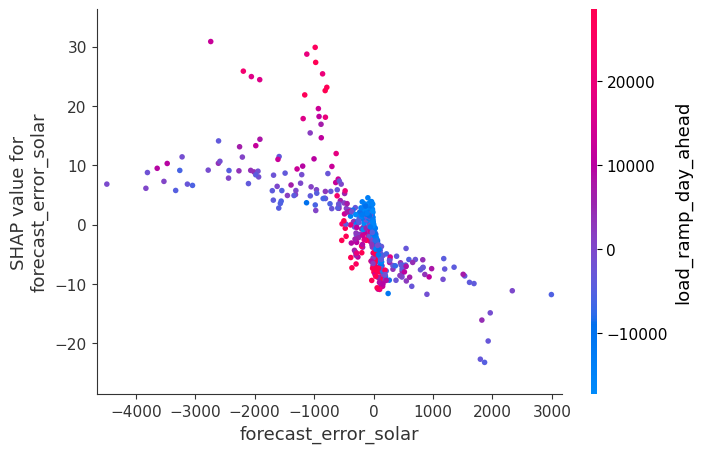 30
20
10
0
−10
−20
SHAP value for
forecast_error_solar
−4000 −3000 −2000 −1000 0 1000 2000 3000
forecast_error_solar
20000
10000
0
−10000
load_ramp_day_ahead